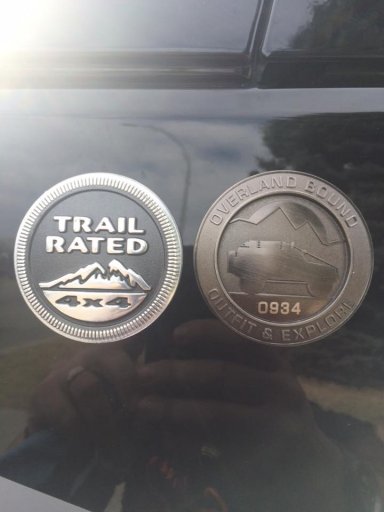 TRAIL
RATED
4x4
OVERLAND BOUND
0934
OUTFIT & EXPLORE